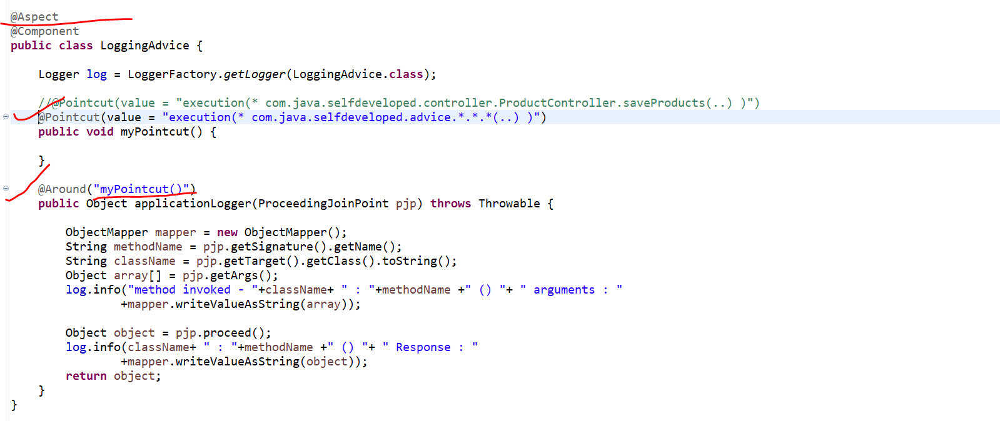 @Aspect
@Component
public class LoggingAdvice {
Logger log = LoggerFactory.getLogger(LoggingAdvice.class);
//@Pointcut(value = "execution(* com.java.selfdeveloped.controller.ProductController.saveProducts(..) )")
@Pointcut(value = "execution(* com.java.selfdeveloped.advice.*.*.*(..) )")
public void myPointcut() {
}
@Around("myPointcut()")
public Object applicationLogger(ProceedingJoinPoint pjp) throws Throwable {
ObjectMapper mapper = new ObjectMapper();
String methodName = pjp.getSignature().getName();
String className = pjp.getTarget().getClass().toString();
Object array[] = pjp.getArgs();
log.info("method invoked - "+className+ " : "+methodName +" () "+ " arguments : "
+mapper.writeValueAsString(array));
Object object = pjp.proceed();
log.info(className+ " : "+methodName +" () "+ " Response : "
+mapper.writeValueAsString(object));
return object;
}
}